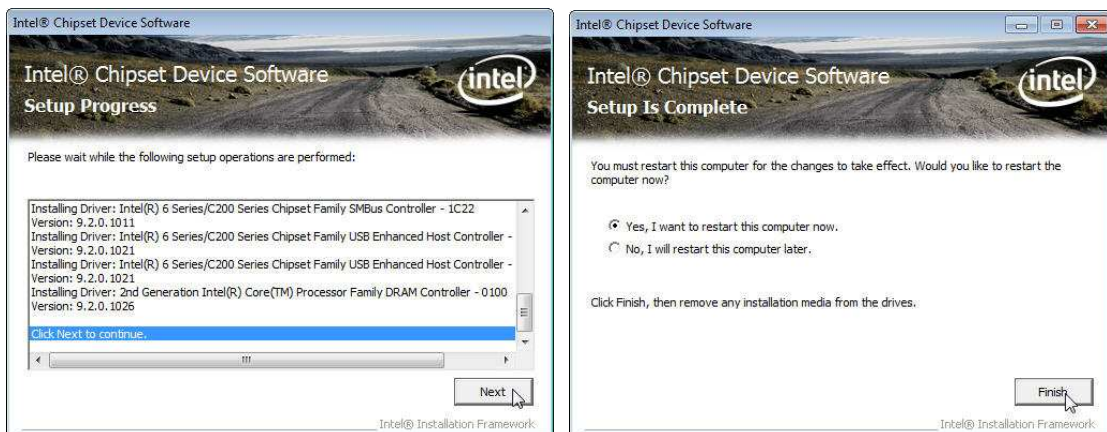 Intel® Chipset Device Software
Intel® Chipset Device Software
Setup Progress
intel
Please wait while the following setup operations are performed:
Installing Driver: Intel(R) 6 Series/C200 Series Chipset Family SMBus Controller - 1C22
Version: 9.2.0.1011
Installing Driver: Intel(R) 6 Series/C200 Series Chipset Family USB Enhanced Host Controller -
Version: 9.2.0.1021
Installing Driver: Intel(R) 6 Series/C200 Series Chipset Family USB Enhanced Host Controller -
Version: 9.2.0.1021
Installing Driver: 2nd Generation Intel(R) Core(TM) Processor Family DRAM Controller - 0100
Version: 9.2.0.1026
Click Next to continue.
Next
Intel® Installation Framework
Intel® Chipset Device Software
Intel® Chipset Device Software
Setup Is Complete
intel
You must restart this computer for the changes to take effect. Would you like to restart the
computer now?
Yes, I want to restart this computer now.
No, I will restart this computer later.
Click Finish, then remove any installation media from the drives.
Finish
Intel® Installation Framework